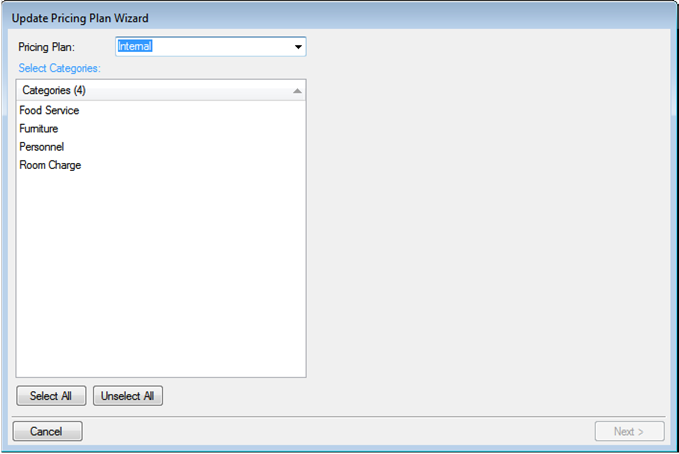 Update Pricing Plan Wizard
Pricing Plan: Internal
Select Categories:
Categories (4)
Food Service
Furniture
Personnel
Room Charge
Select All Unselect All
Cancel Next >